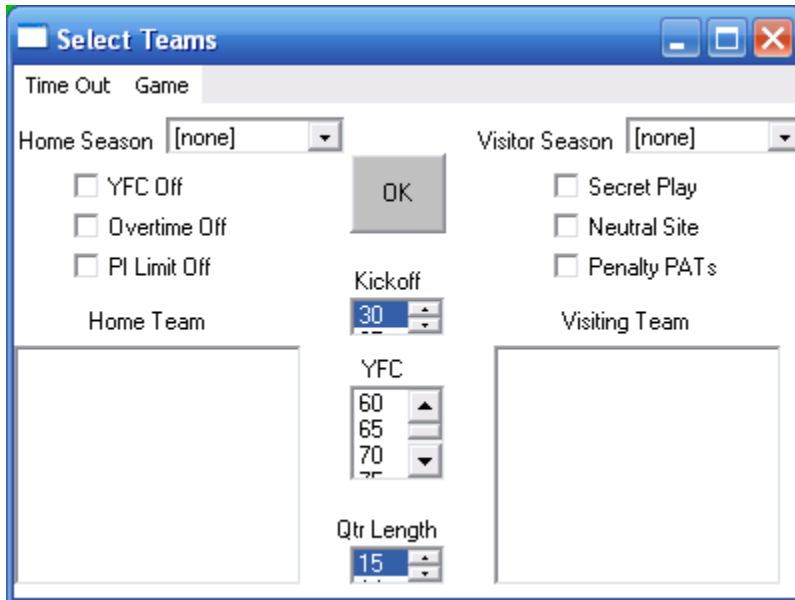 Select Teams
Time Out Game
Home Season [none] Visitor Season [none]
YFC Off OK Secret Play
Overtime Off Neutral Site
PI Limit Off Penalty PATs
Kickoff
30
Home Team Visiting Team
YFC
60
65
70
75
Qtr Length
15